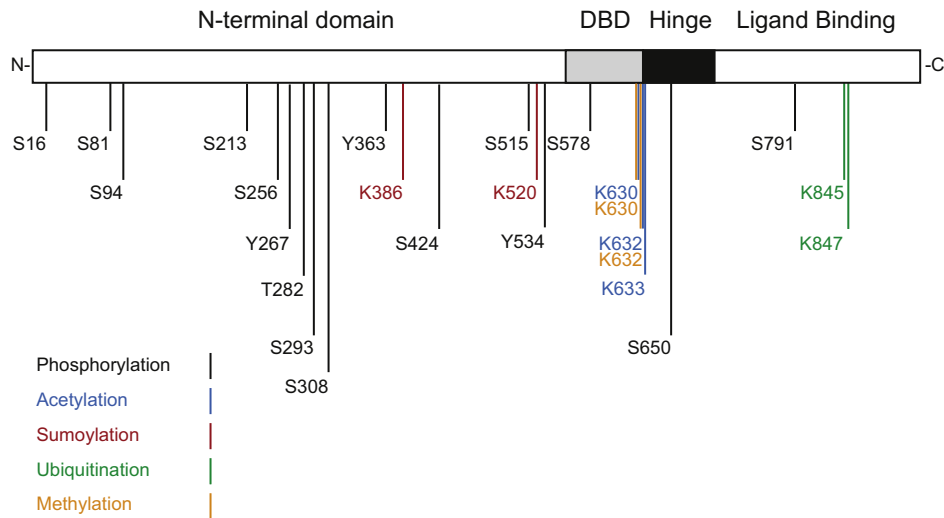 N-terminal domain DBD Hinge Ligand Binding
N- -C
S16 S81 S213 Y363 S515 S578 S791
S94 S256 K386 K520 K630 K845
K630
Y267 S424 Y534 K632 K847
K632
T282 K633
S293 S650
Phosphorylation
S308
Acetylation
Sumoylation
Ubiquitination
Methylation